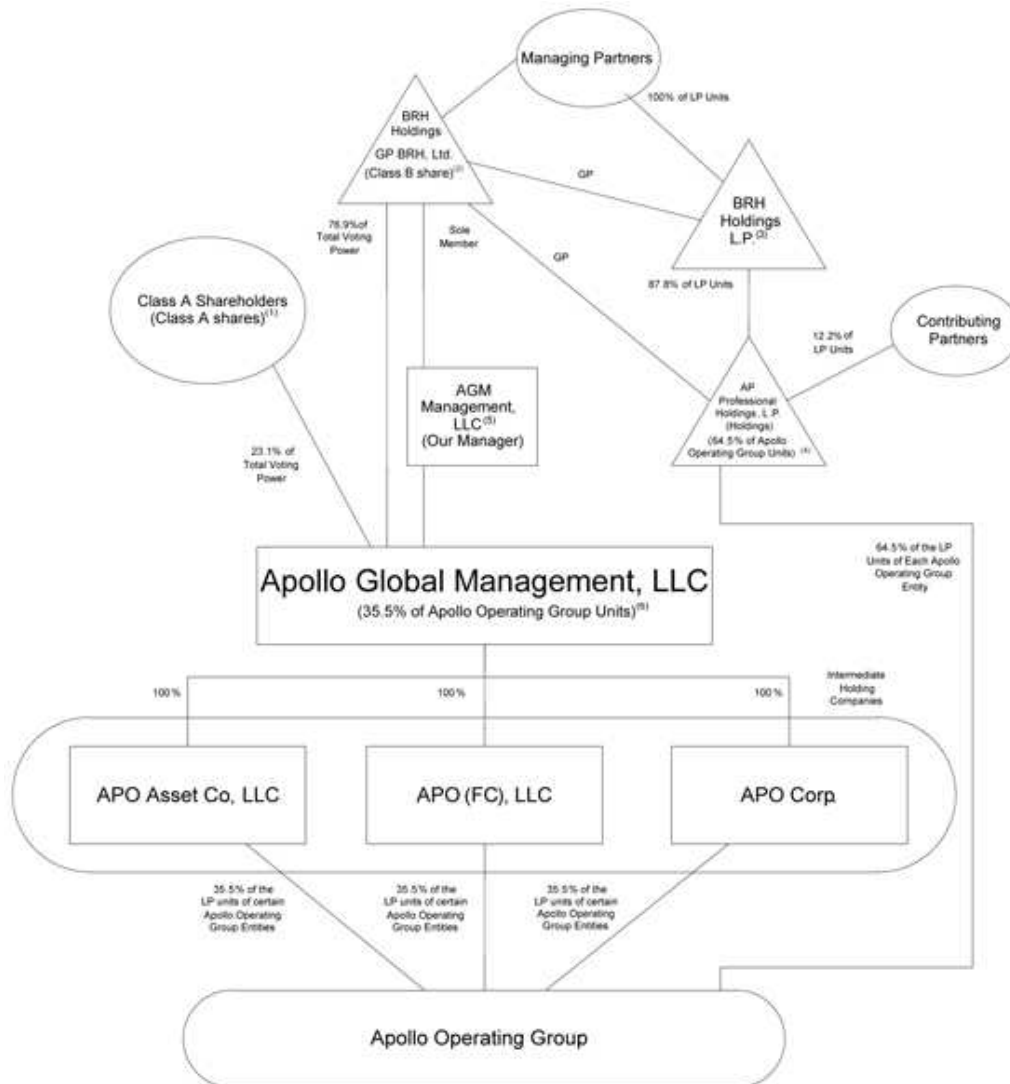 Managing Partners
100% of LP Units
BRH
Holdings
GP BRH, Ltd.
(Class B share)(2)
GP
BRH
Holdings
L.P.(3)
76.9%of
Total Voting
Power
Sole
Member
GP
87.8% of LP Units
Class A Shareholders
(Class A shares)(1)
Contributing
Partners
12.2% of
LP Units
AGM
Management,
LLC(5)
(Our Manager)
AP
Professional
Holdings, L.P.
(Holdings)
(64.5% of Apollo
Operating Group Units) (4)
23.1% of
Total Voting
Power
64.5% of the LP
Units of Each Apollo
Operating Group
Entity
Apollo Global Management, LLC
(35.5% of Apollo Operating Group Units)(6)
100%
100%
100%
Intermediate
Holding
Companies
APO Asset Co, LLC
APO (FC), LLC
APO Corp.
35.5% of the
LP units of certain
Apollo Operating
Group Entities
35.5% of the
LP units of certain
Apollo Operating
Group Entities
35.5% of the
LP units of certain
Apollo Operating
Group Entities
Apollo Operating Group